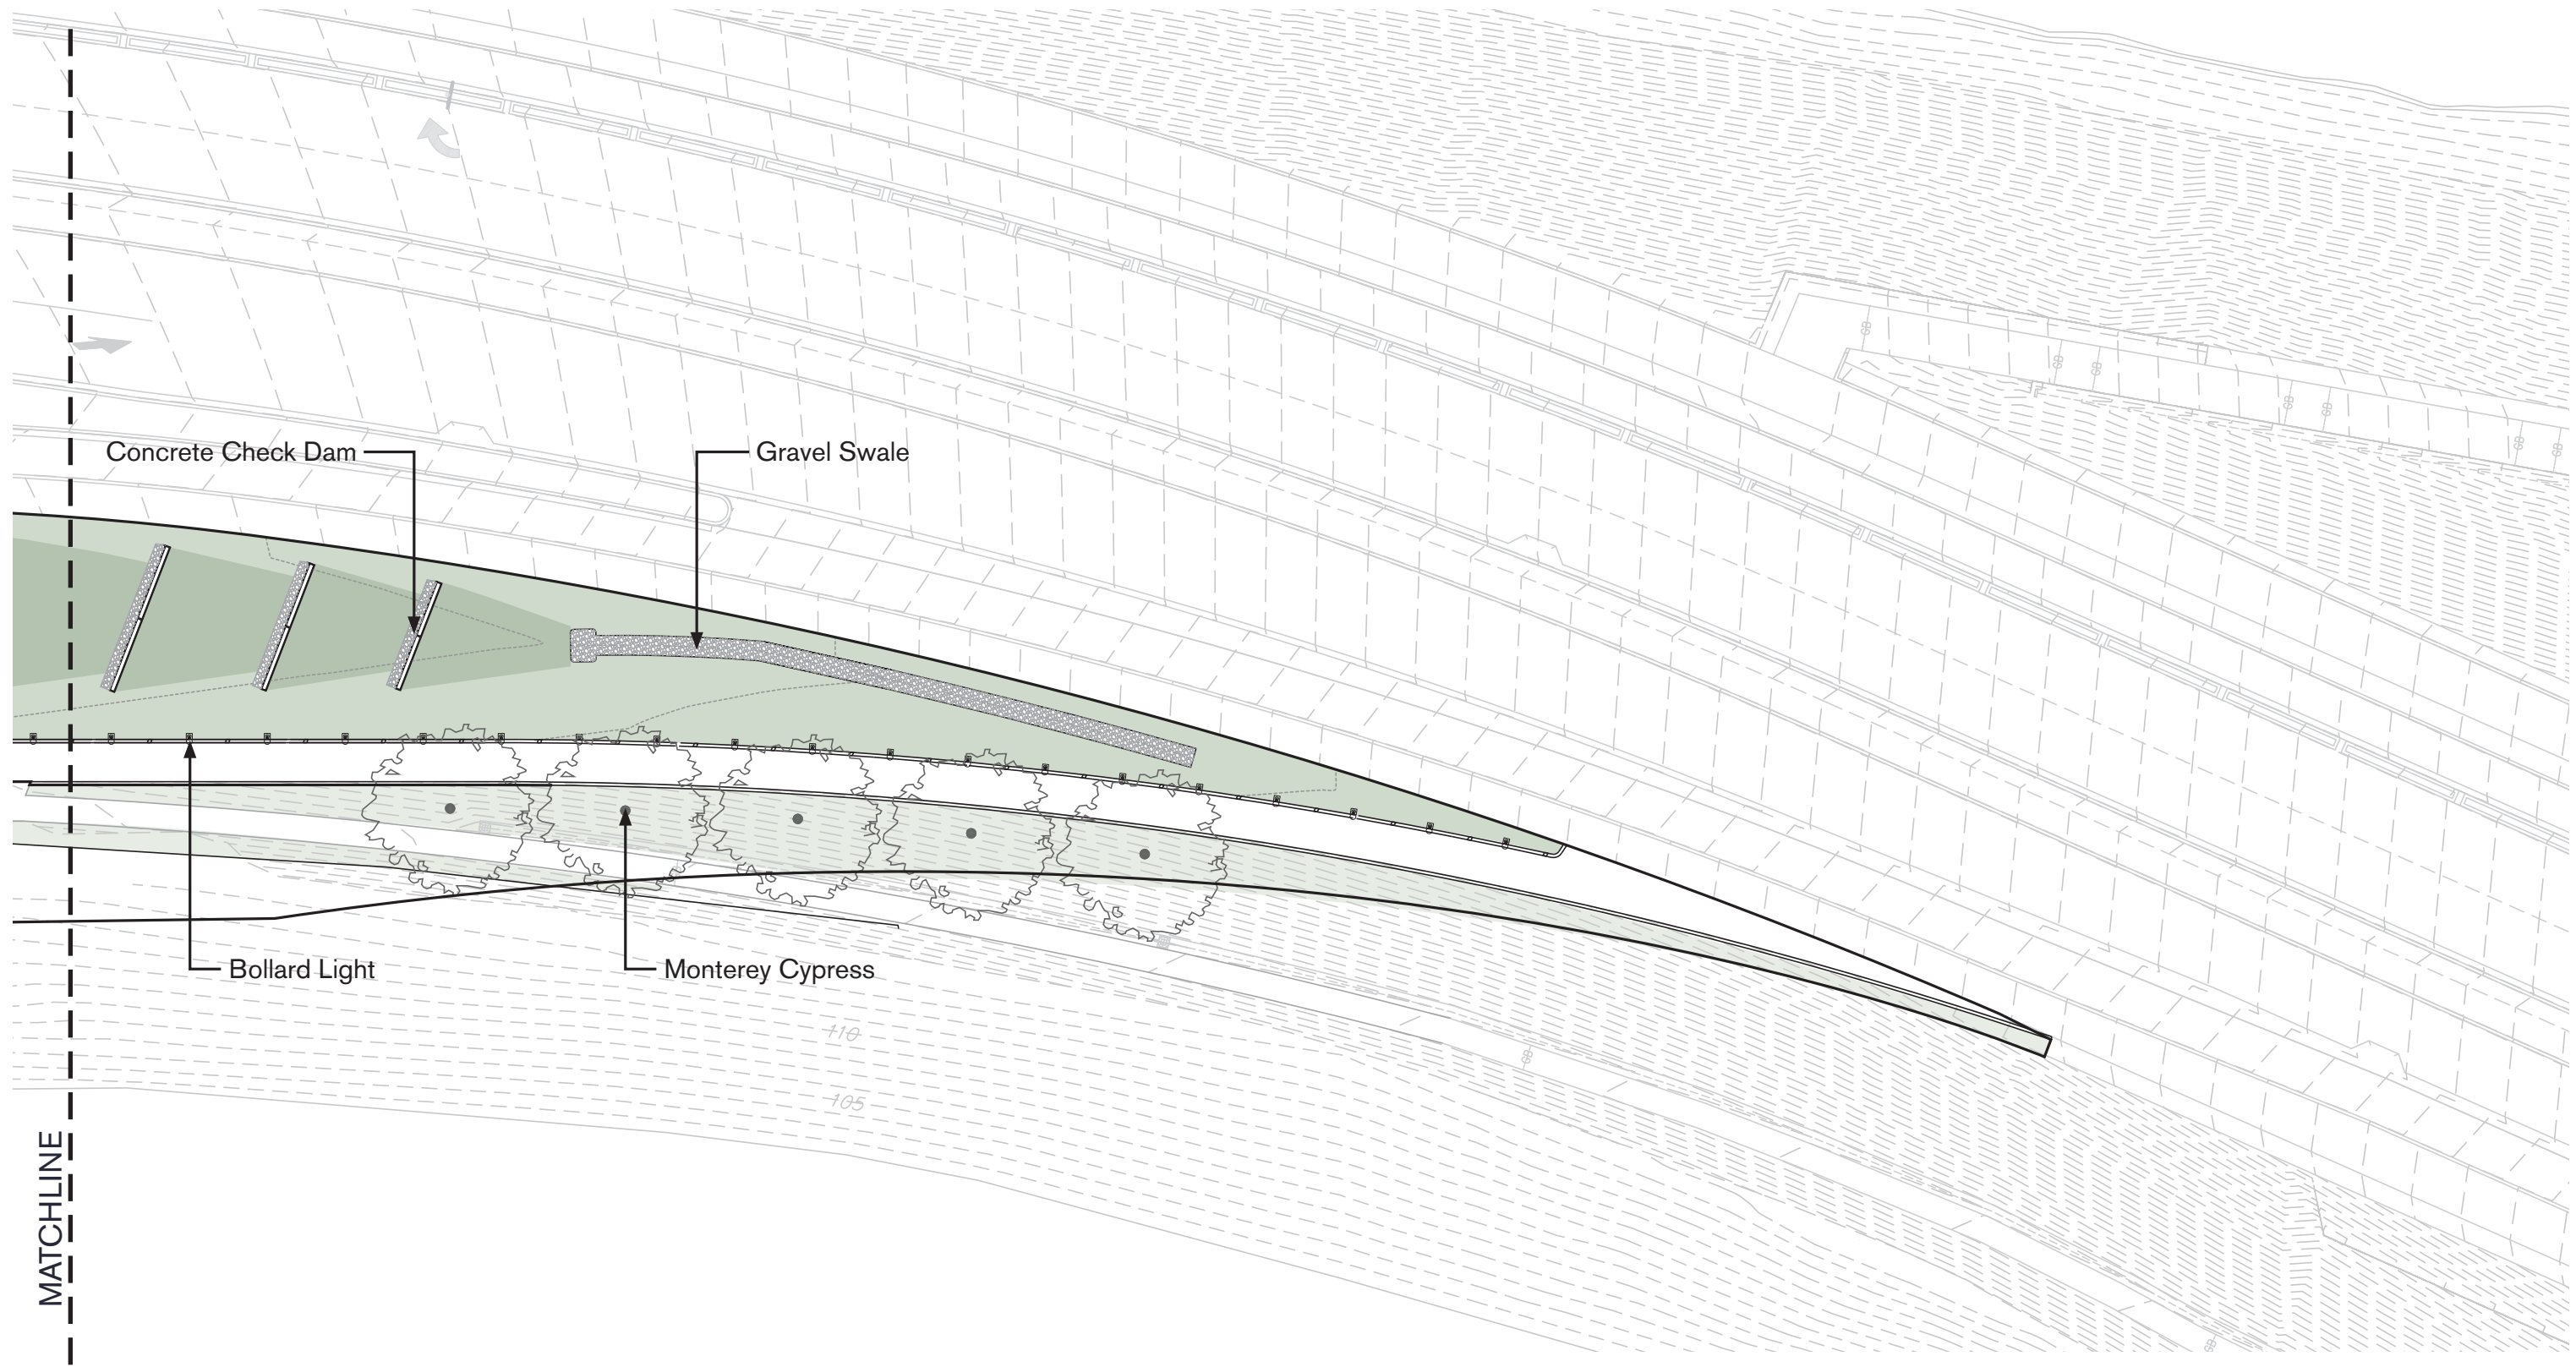 Concrete Check Dam
Gravel Swale
Bollard Light
Monterey Cypress
110
105
MATCHLINE